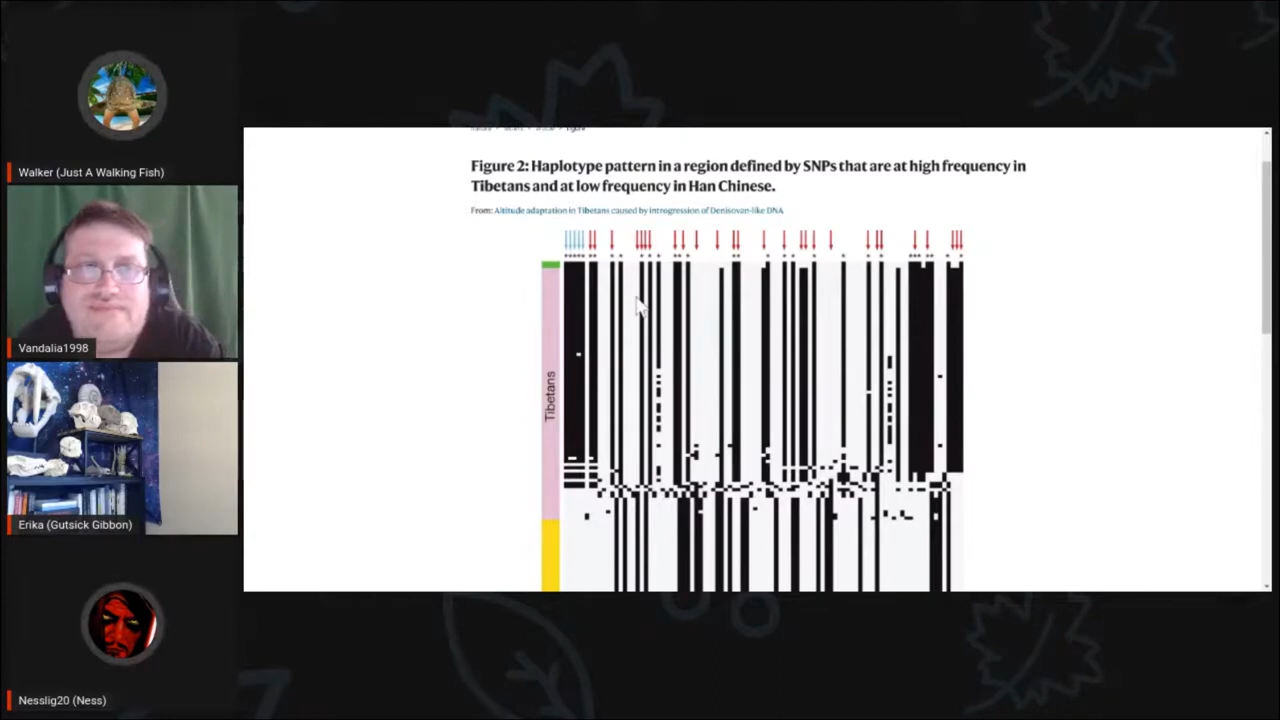 Walker (Just A Walking Fish)
Vandalia1998
Erika (Gutsick Gibbon)
Nesslig20 (Ness)
Figure 2: Haplotype pattern in a region defined by SNPs that are at high frequency in
Tibetans and at low frequency in Han Chinese.
From: Altitude adaptation in Tibetans caused by introgression of Denisovan-like DNA
Tibetans